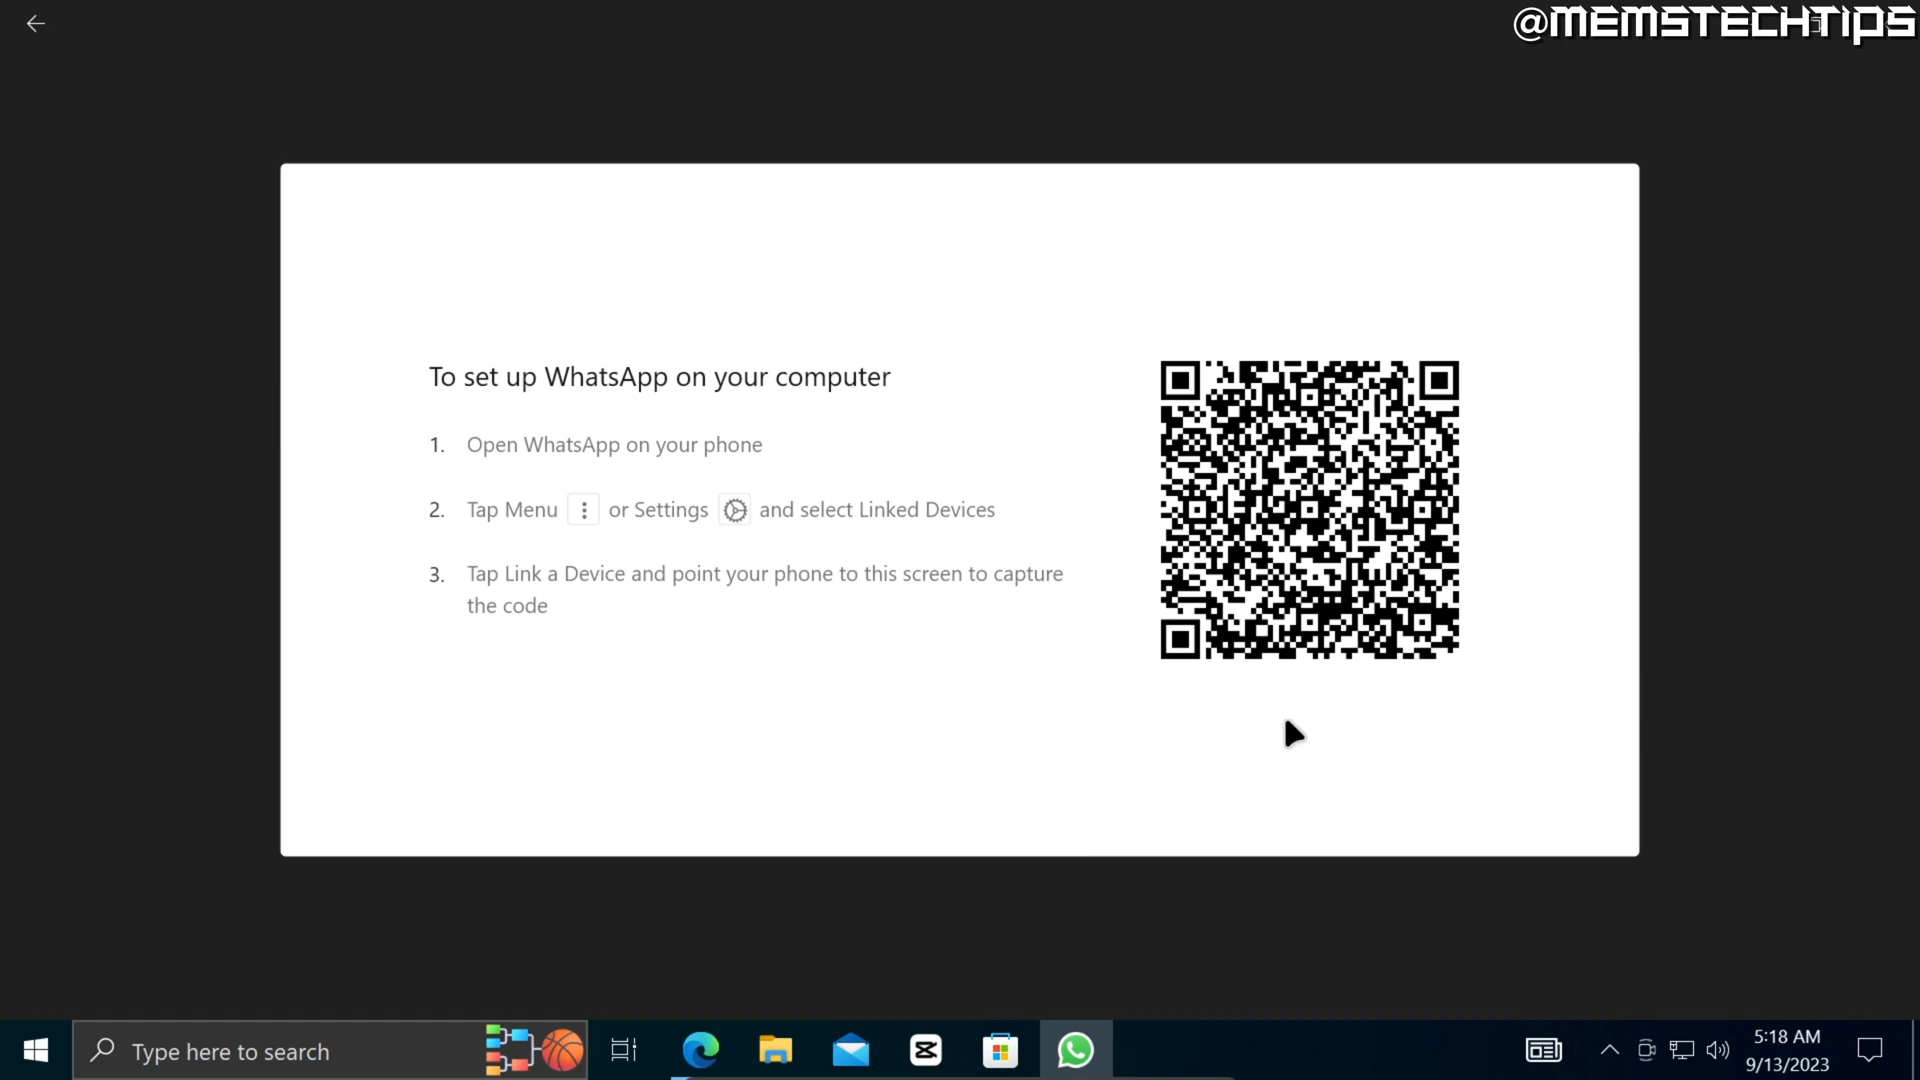 @MEMSTECHTIPS
To set up WhatsApp on your computer
1. Open WhatsApp on your phone
2. Tap Menu or Settings and select Linked Devices
3. Tap Link a Device and point your phone to this screen to capture
the code
Type here to search
5:18 AM
9/13/2023